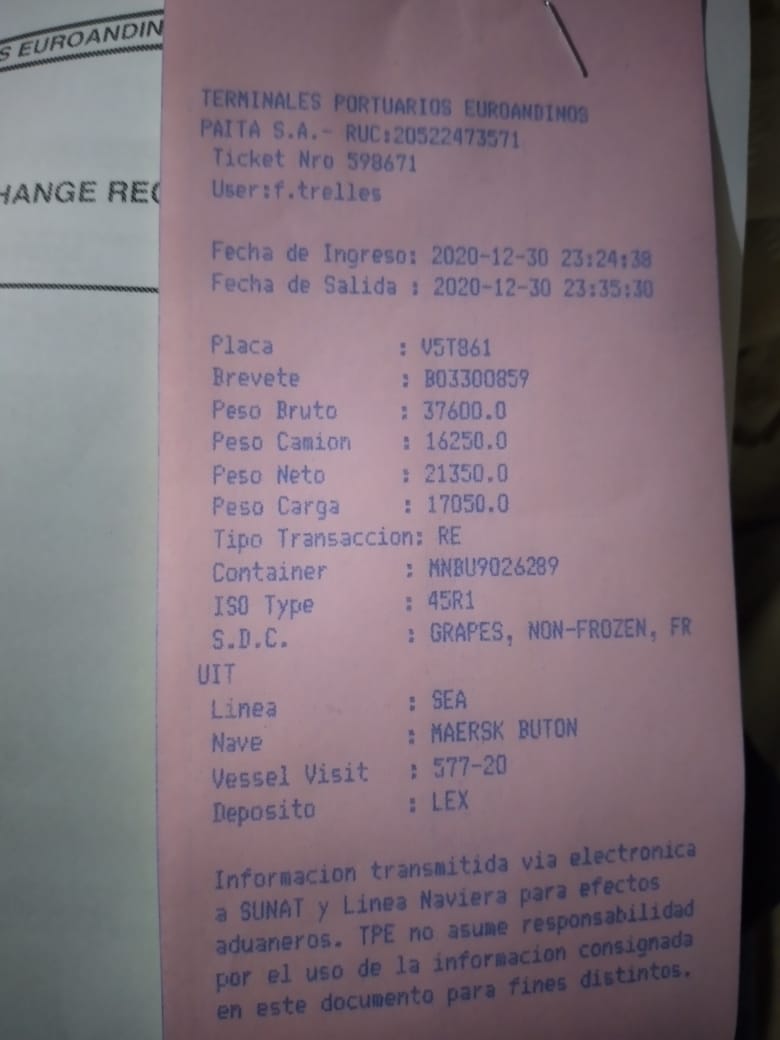 S EUROANDIN
HANGE REC
TERMINALES PORTUARIOS EUROANDINOS
PAITA S.A.- RUC:20522473571
Ticket Nro 598671
User:f.trelles
Fecha de Ingreso: 2020-12-30 23:24:38
Fecha de Salida : 2020-12-30 23:35:30
Placa : V5T861
Brevete : B03300859
Peso Bruto : 37600.0
Peso Camion : 16250.0
Peso Neto : 21350.0
Peso Carga : 17050.0
Tipo Transaccion: RE
Container : MNBU9026289
ISO Type : 45R1
S.D.C. : GRAPES, NON-FROZEN, FR
UIT
Linea : SEA
Nave : MAERSK BUTON
Vessel Visit : 577-20
Deposito : LEX
Informacion transmitida via electronica
a SUNAT y Linea Naviera para efectos
aduaneros. TPE no asume responsabilidad
por el uso de la informacion consignada
en este documento para fines distintos.